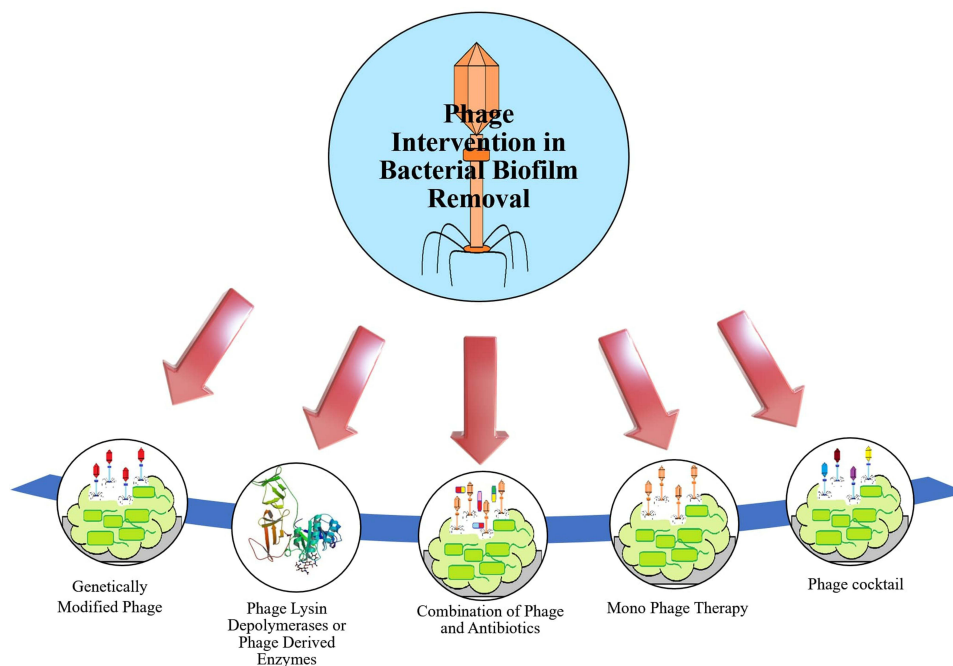 Phage
Intervention in
Bacterial Biofilm
Removal
Genetically
Modified Phage
Phage Lysin
Depolymerases or
Phage Derived
Enzymes
Combination of Phage
and Antibiotics
Mono Phage Therapy
Phage cocktail